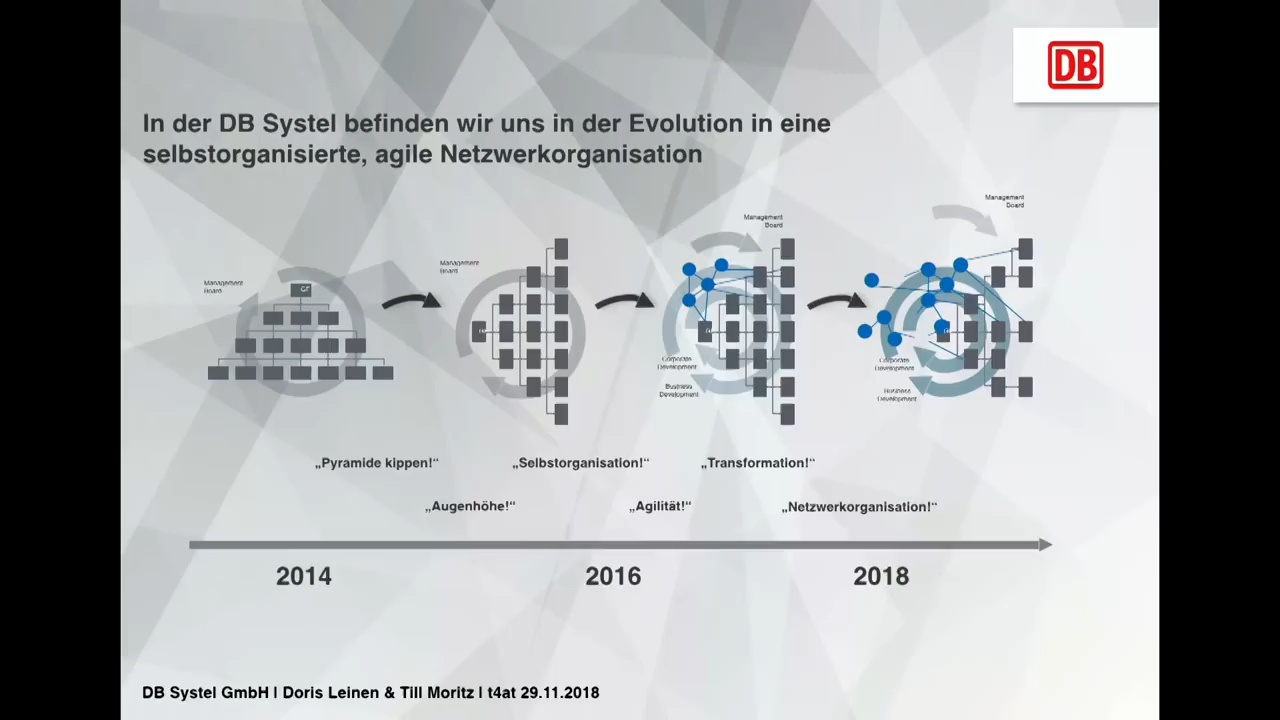 DB
In der DB Systel befinden wir uns in der Evolution in eine
selbstorganisierte, agile Netzwerkorganisation
Management
Board
GF
Management
Board
Management
Board
Corporate
Development
Business
Development
Management
Board
Corporate
Development
Business
Development
„Pyramide kippen!“
„Selbstorganisation!“
„Transformation!“
„Augenhöhe!“
„Agilität!“
„Netzwerkorganisation!“
2014
2016
2018
DB Systel GmbH | Doris Leinen & Till Moritz | t4at 29.11.2018